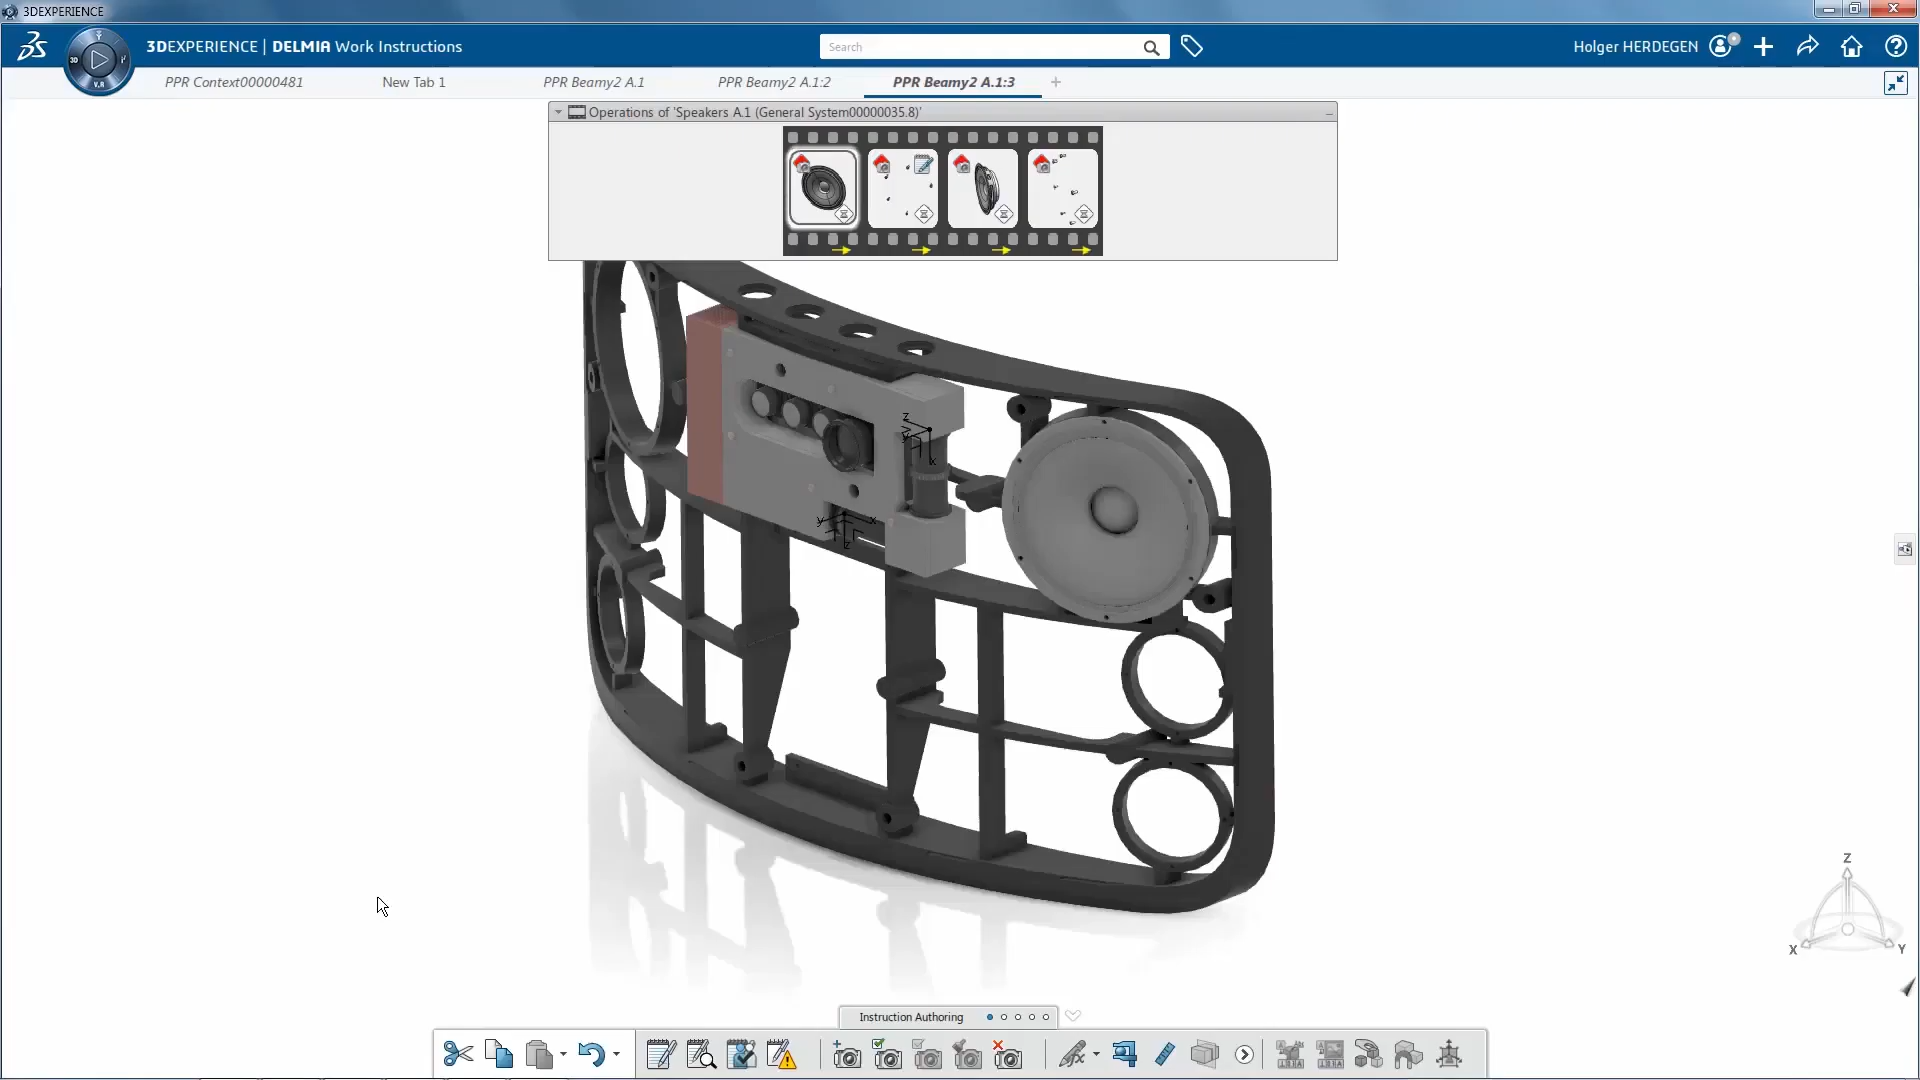 3DEXPERIENCE
3DEXPERIENCE | DELMIA Work Instructions
Search
Holger HERDEGEN
3D
V.R
PPR Context00000481
New Tab 1
PPR Beamy2 A.1
PPR Beamy2 A.1:2
PPR Beamy2 A.1:3
Operations of 'Speakers A.1 (General System00000035.8)'
z
y
x
y
x
z
Z
X
Y
Instruction Authoring